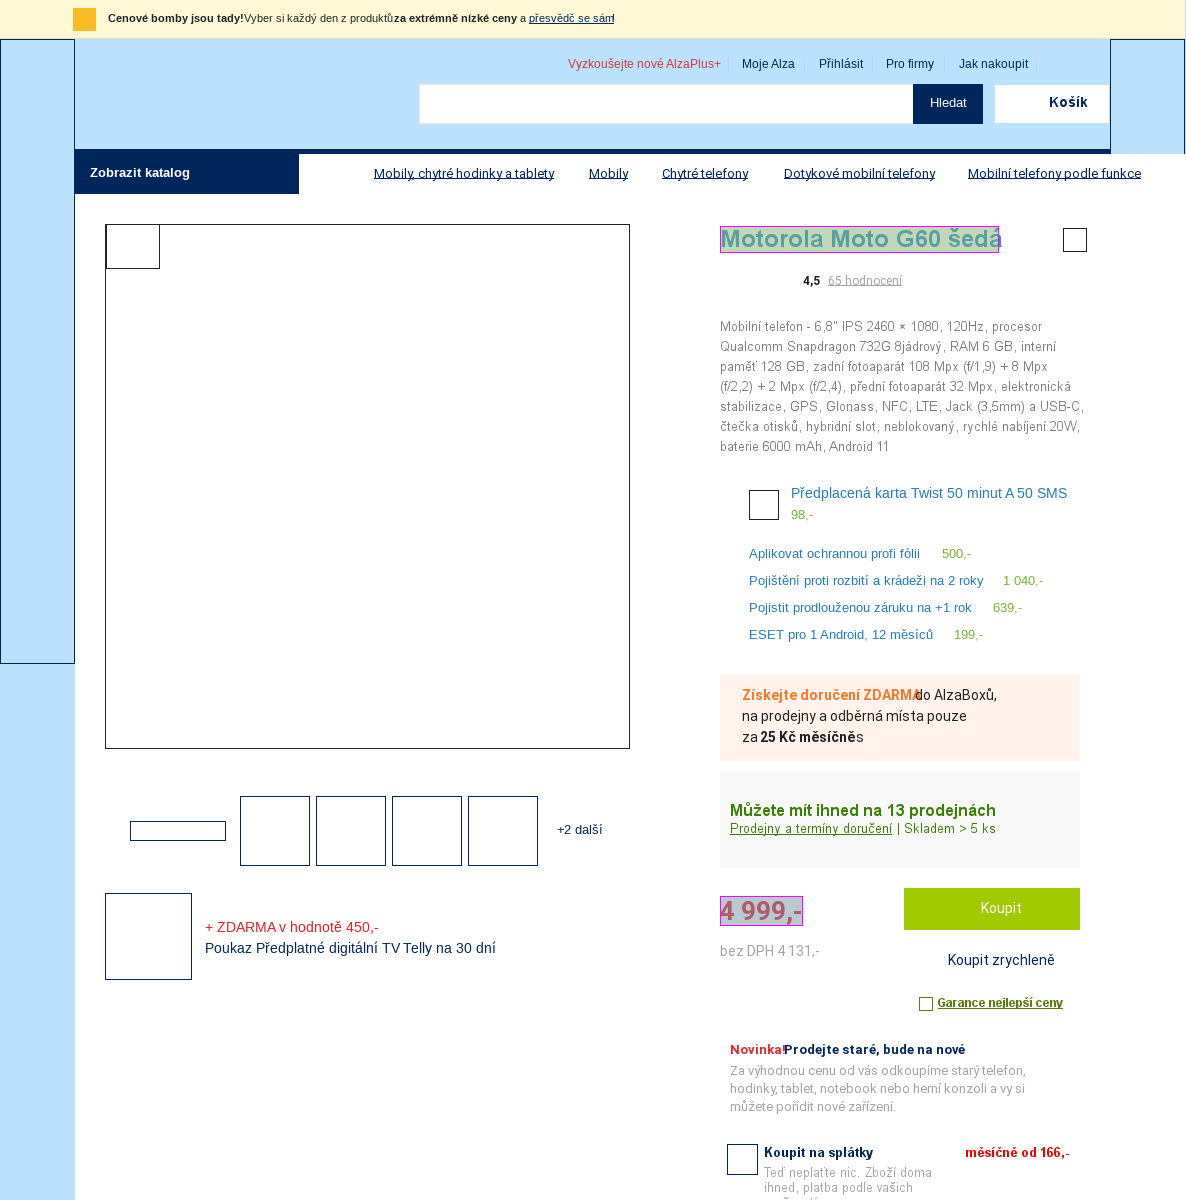 Cenové bomby jsou tady!Vyber si každý den z produktů za extrémně nízké ceny a přesvědč se sám!
Vyzkoušejte nové AlzaPlus+
Moje Alza
Přihlásit
Pro firmy
Jak nakoupit
Hledat
Košík
Zobrazit katalog
Mobily, chytré hodinky a tablety
Mobily
Chytré telefony
Dotykové mobilní telefony
Mobilní telefony podle funkce
Motorola Moto G60 šedá
4,5 65 hodnocení
Mobilní telefon - 6,8" IPS 2460 × 1080, 120Hz, procesor
Qualcomm Snapdragon 732G 8jádrový, RAM 6 GB, interní
paměť 128 GB, zadní fotoaparát 108 Mpx (f/1,9) + 8 Mpx
(f/2,2) + 2 Mpx (f/2,4), přední fotoaparát 32 Mpx, elektronická
stabilizace, GPS, Glonass, NFC, LTE, Jack (3,5mm) a USB-C,
čtečka otisků, hybridní slot, neblokovaný, rychlé nabíjení 20W,
baterie 6000 mAh, Android 11
Předplacená karta Twist 50 minut A 50 SMS
98,-
Aplikovat ochrannou profi fólii 500,-
Pojištění proti rozbití a krádeži na 2 roky 1 040,-
Pojistit prodlouženou záruku na +1 rok 639,-
ESET pro 1 Android, 12 měsíců 199,-
Získejte doručení ZDARMA do AlzaBoxů,
na prodejny a odběrná místa pouze
za 25 Kč měsíčně s
Můžete mít ihned na 13 prodejnách
Prodejny a termíny doručení | Skladem > 5 ks
+2 další
+ ZDARMA v hodnotě 450,-
Poukaz Předplatné digitální TV Telly na 30 dní
4 999,-
Koupit
bez DPH 4 131,-
Koupit zrychleně
Garance nejlepší ceny
Novinka! Prodejte staré, bude na nové
Za výhodnou cenu od vás odkoupíme starý telefon,
hodinky, tablet, notebook nebo herní konzoli a vy si
můžete pořídit nové zařízení.
Koupit na splátky
měsíčně od 166,-
Teď neplaťte nic. Zboží doma
ihned, platba podle vašich